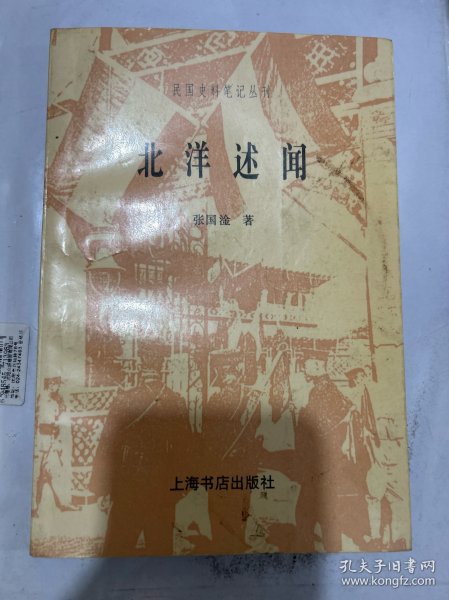 民国史料笔记丛刊
北洋述闻
张国淦 著
上海书店出版社
孔夫子旧书网
www.kongfz.com